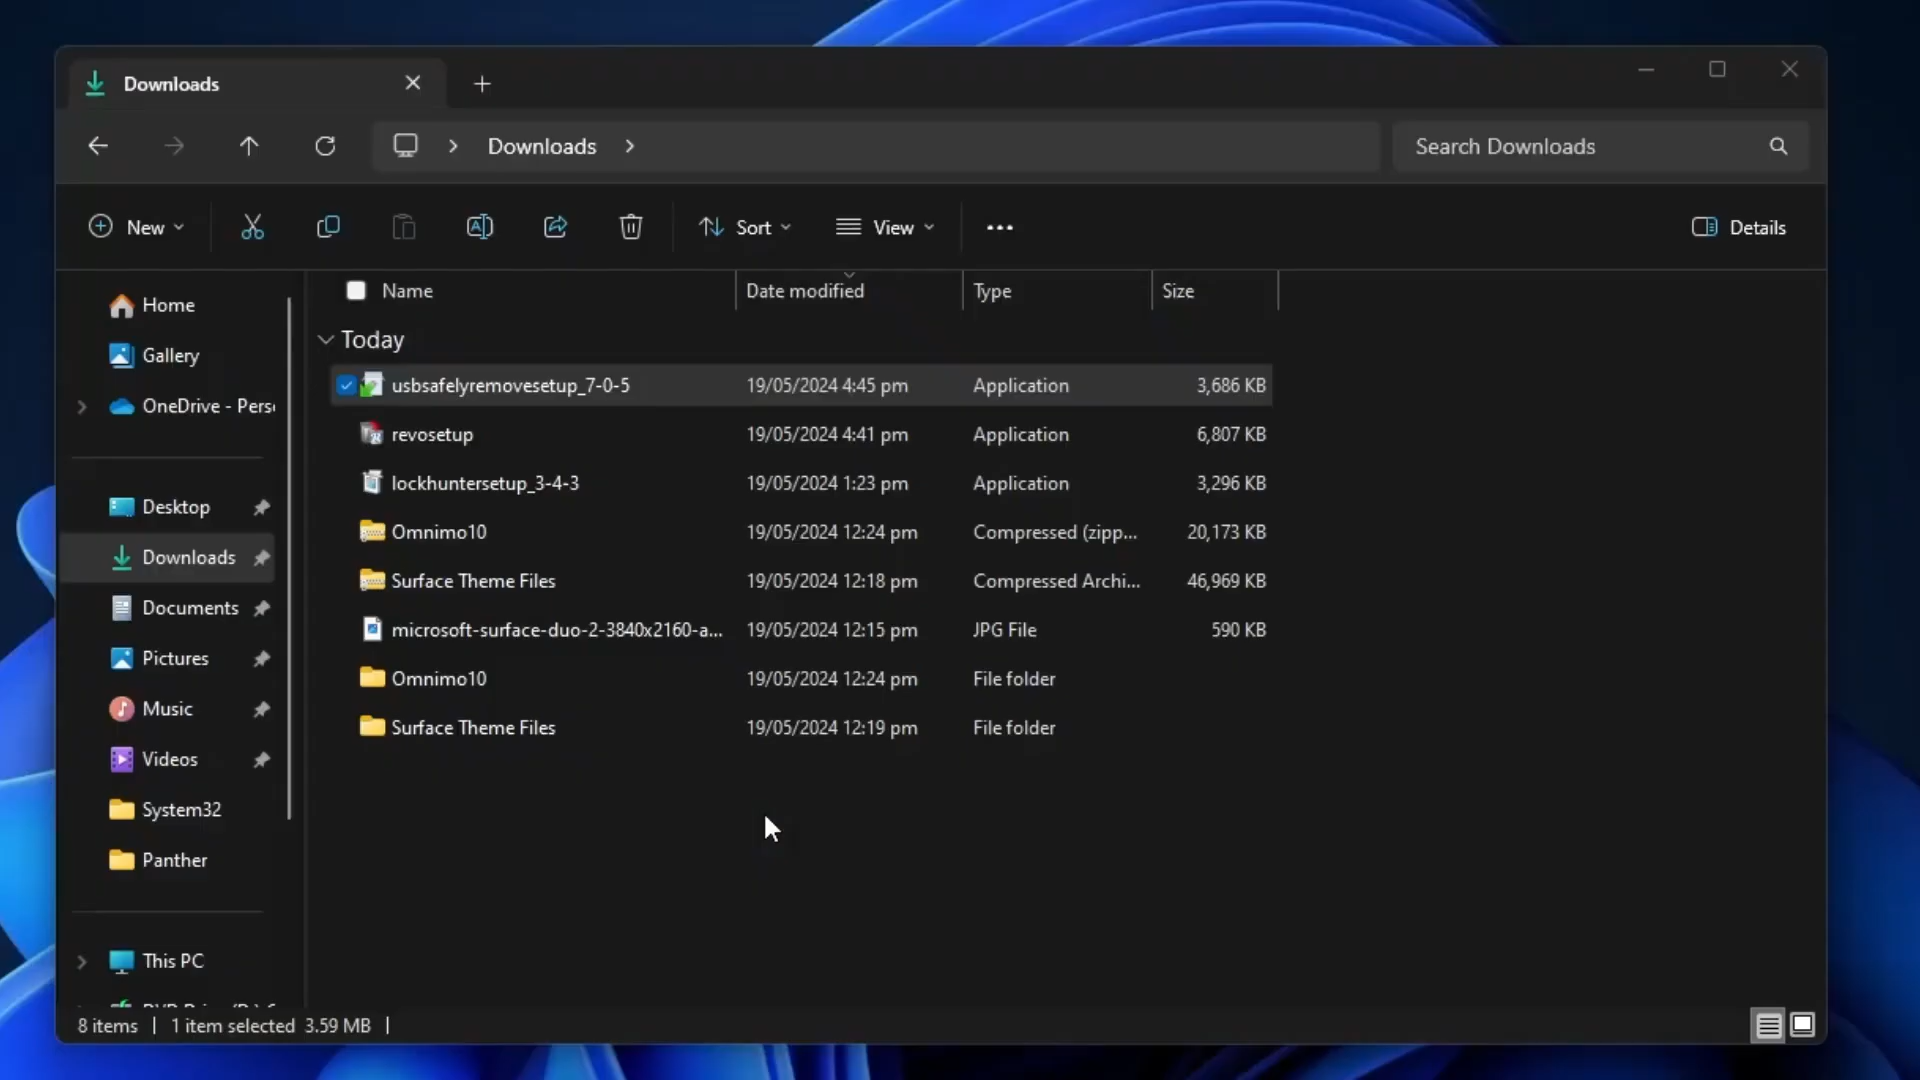 Downloads
Downloads
Search Downloads
New
Sort
View
Details
Name Date modified Type Size
Today
usbsafelyremovesetup_7-0-5 19/05/2024 4:45 pm Application 3,686 KB
revosetup 19/05/2024 4:41 pm Application 6,807 KB
lockhuntersetup_3-4-3 19/05/2024 1:23 pm Application 3,296 KB
Omnimo10 19/05/2024 12:24 pm Compressed (zipp... 20,173 KB
Surface Theme Files 19/05/2024 12:18 pm Compressed Archi... 46,969 KB
microsoft-surface-duo-2-3840x2160-a... 19/05/2024 12:15 pm JPG File 590 KB
Omnimo10 19/05/2024 12:24 pm File folder
Surface Theme Files 19/05/2024 12:19 pm File folder
Home
Gallery
OneDrive - Pers
Desktop
Downloads
Documents
Pictures
Music
Videos
System32
Panther
This PC
8 items | 1 item selected 3.59 MB |